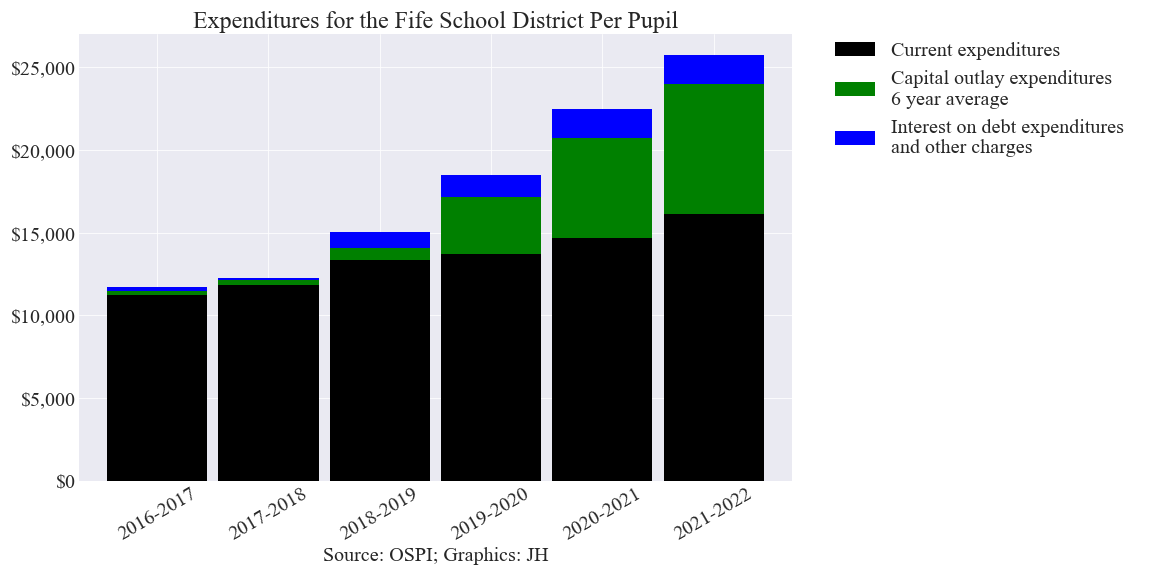 Expenditures for the Fife School District Per Pupil
Current expenditures
Capital outlay expenditures
6 year average
Interest on debt expenditures
and other charges
$25,000
$20,000
$15,000
$10,000
$5,000
$0
2016-2017
2017-2018
2018-2019
2019-2020
2020-2021
2021-2022
Source: OSPI; Graphics: JH